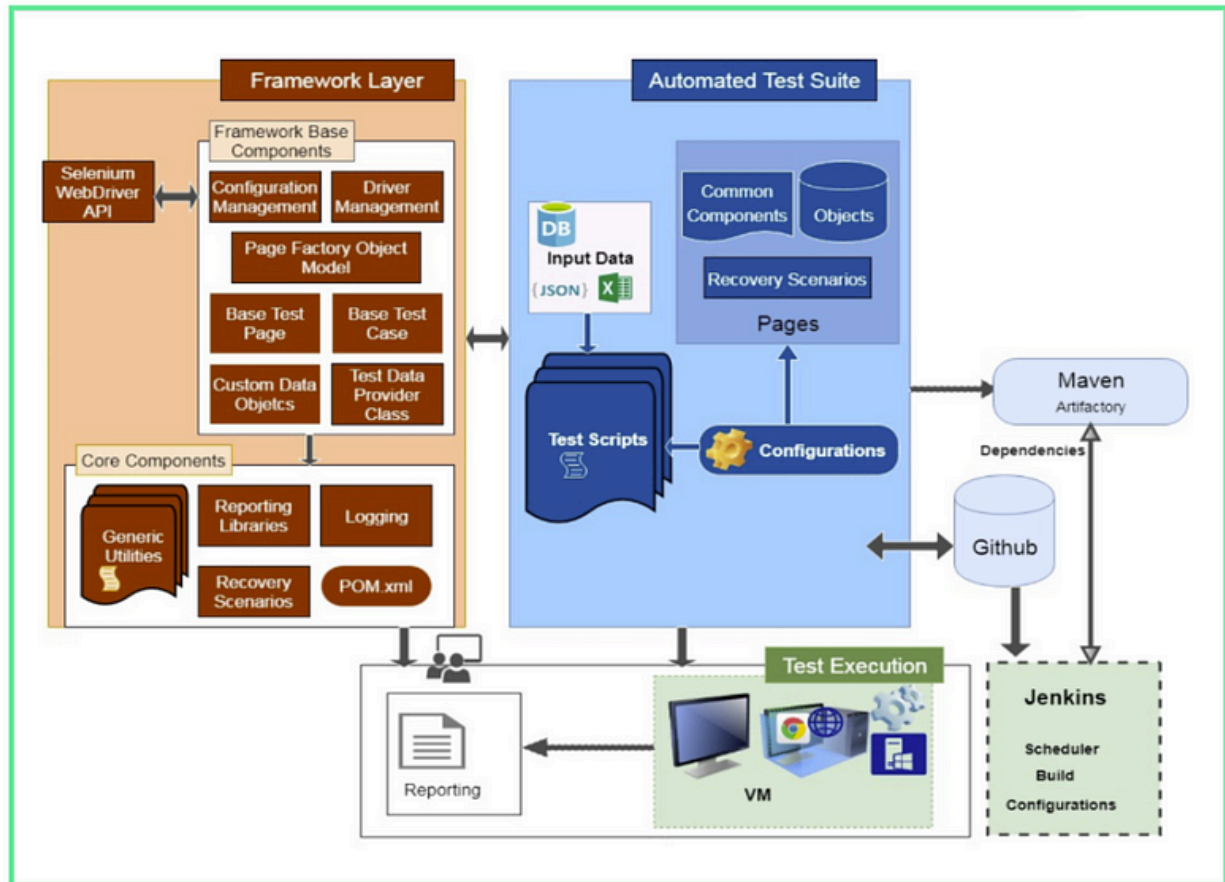 Framework Layer
Framework Base
Components
Selenium
WebDriver
API
Configuration
Management
Driver
Management
Page Factory Object
Model
Base Test
Page
Base Test
Case
Custom Data
Objetcs
Test Data
Provider
Class
Core Components
Generic
Utilities
Reporting
Libraries
Logging
Recovery
Scenarios
POM.xml
Automated Test Suite
DB
Input Data
{JSON}
X
Common
Components
Objects
Recovery Scenarios
Pages
Test Scripts
Configurations
Maven
Artifactory
Dependencies
Github
Jenkins
Scheduler
Build
Configurations
Test Execution
Reporting
VM